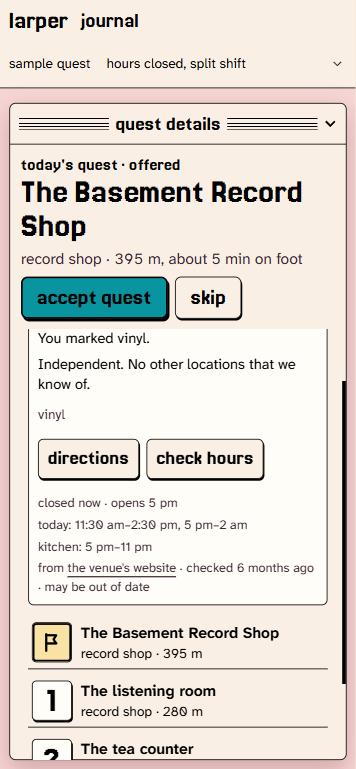 larper journal
sample quest hours closed, split shift
quest details
today's quest · offered
The Basement Record
Shop
record shop · 395 m, about 5 min on foot
accept quest skip
You marked vinyl.
Independent. No other locations that we
know of.
vinyl
directions check hours
closed now · opens 5 pm
today: 11:30 am–2:30 pm, 5 pm–2 am
kitchen: 5 pm–11 pm
from the venue's website · checked 6 months ago
· may be out of date
The Basement Record Shop
record shop · 395 m
1 The listening room
record shop · 280 m
2 The tea counter